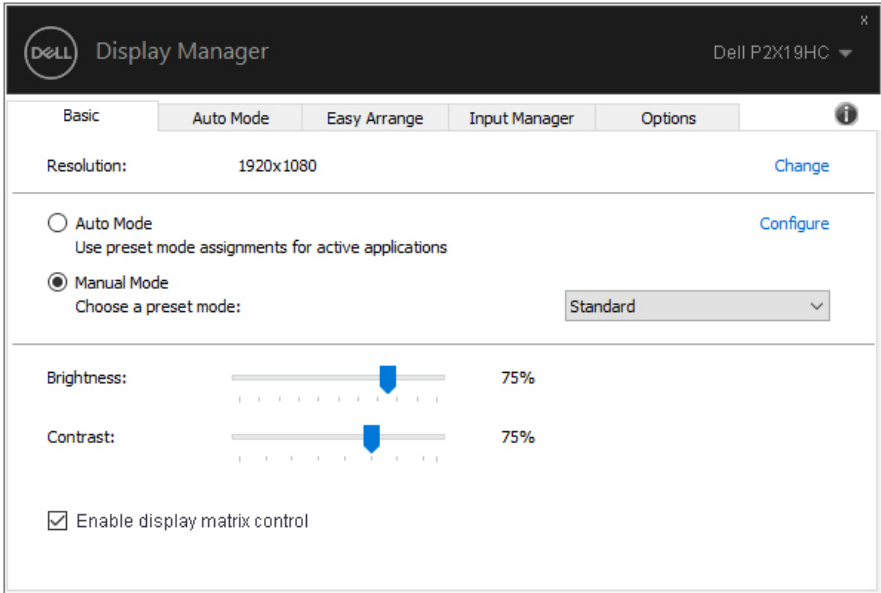 x
DELL Display Manager Dell P2X19HC
Basic Auto Mode Easy Arrange Input Manager Options i
Resolution: 1920x1080 Change
Auto Mode Configure
Use preset mode assignments for active applications
Manual Mode
Choose a preset mode: Standard
Brightness: 75%
Contrast: 75%
Enable display matrix control